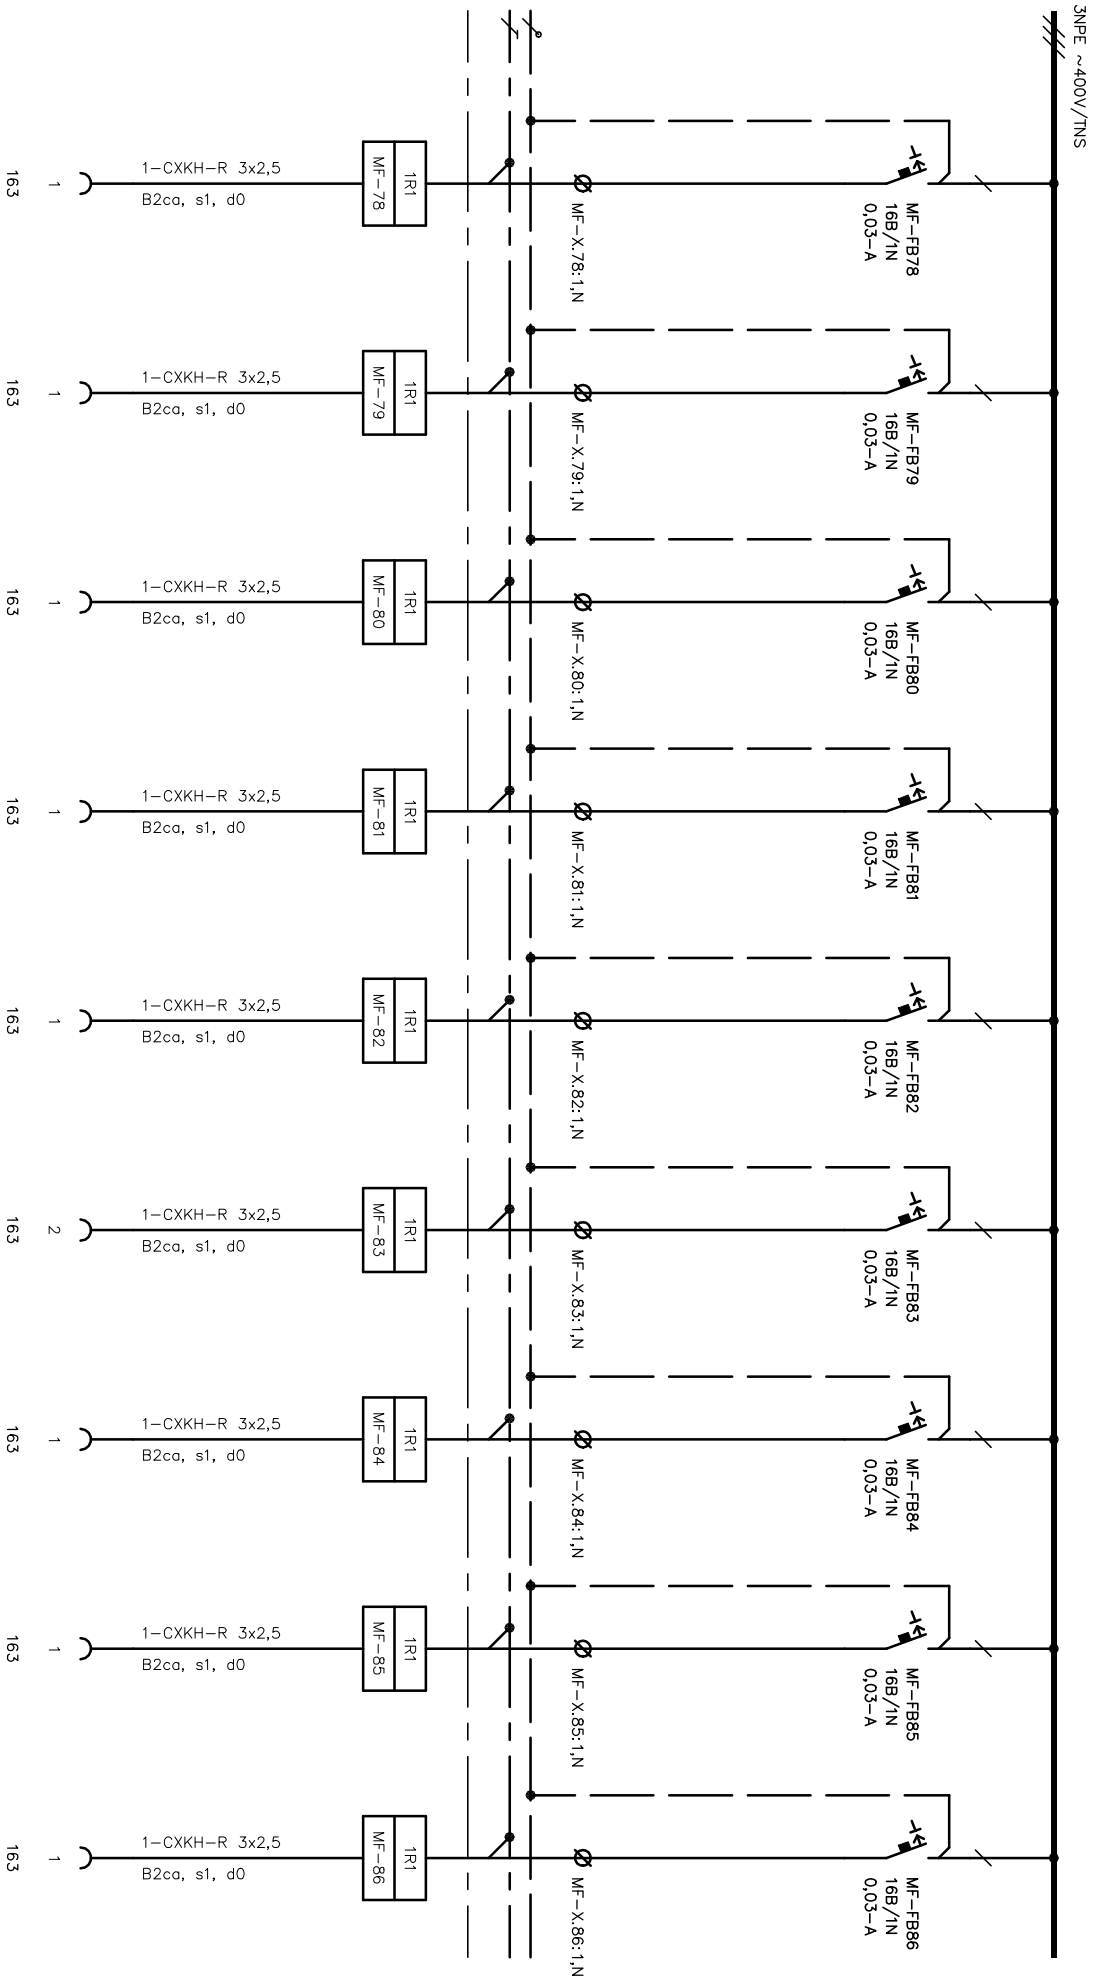 3NPE ~400V/TNS
MF-FB78
16B/1N
0,03-A
MF-X.78:1,N
1R1
MF-78
1-CXKH-R 3x2,5
B2ca, s1, d0
1
163
MF-FB79
16B/1N
0,03-A
MF-X.79:1,N
1R1
MF-79
1-CXKH-R 3x2,5
B2ca, s1, d0
1
163
MF-FB80
16B/1N
0,03-A
MF-X.80:1,N
1R1
MF-80
1-CXKH-R 3x2,5
B2ca, s1, d0
1
163
MF-FB81
16B/1N
0,03-A
MF-X.81:1,N
1R1
MF-81
1-CXKH-R 3x2,5
B2ca, s1, d0
1
163
MF-FB82
16B/1N
0,03-A
MF-X.82:1,N
1R1
MF-82
1-CXKH-R 3x2,5
B2ca, s1, d0
1
163
MF-FB83
16B/1N
0,03-A
MF-X.83:1,N
1R1
MF-83
1-CXKH-R 3x2,5
B2ca, s1, d0
2
163
MF-FB84
16B/1N
0,03-A
MF-X.84:1,N
1R1
MF-84
1-CXKH-R 3x2,5
B2ca, s1, d0
1
163
MF-FB85
16B/1N
0,03-A
MF-X.85:1,N
1R1
MF-85
1-CXKH-R 3x2,5
B2ca, s1, d0
1
163
MF-FB86
16B/1N
0,03-A
MF-X.86:1,N
1R1
MF-86
1-CXKH-R 3x2,5
B2ca, s1, d0
1
163